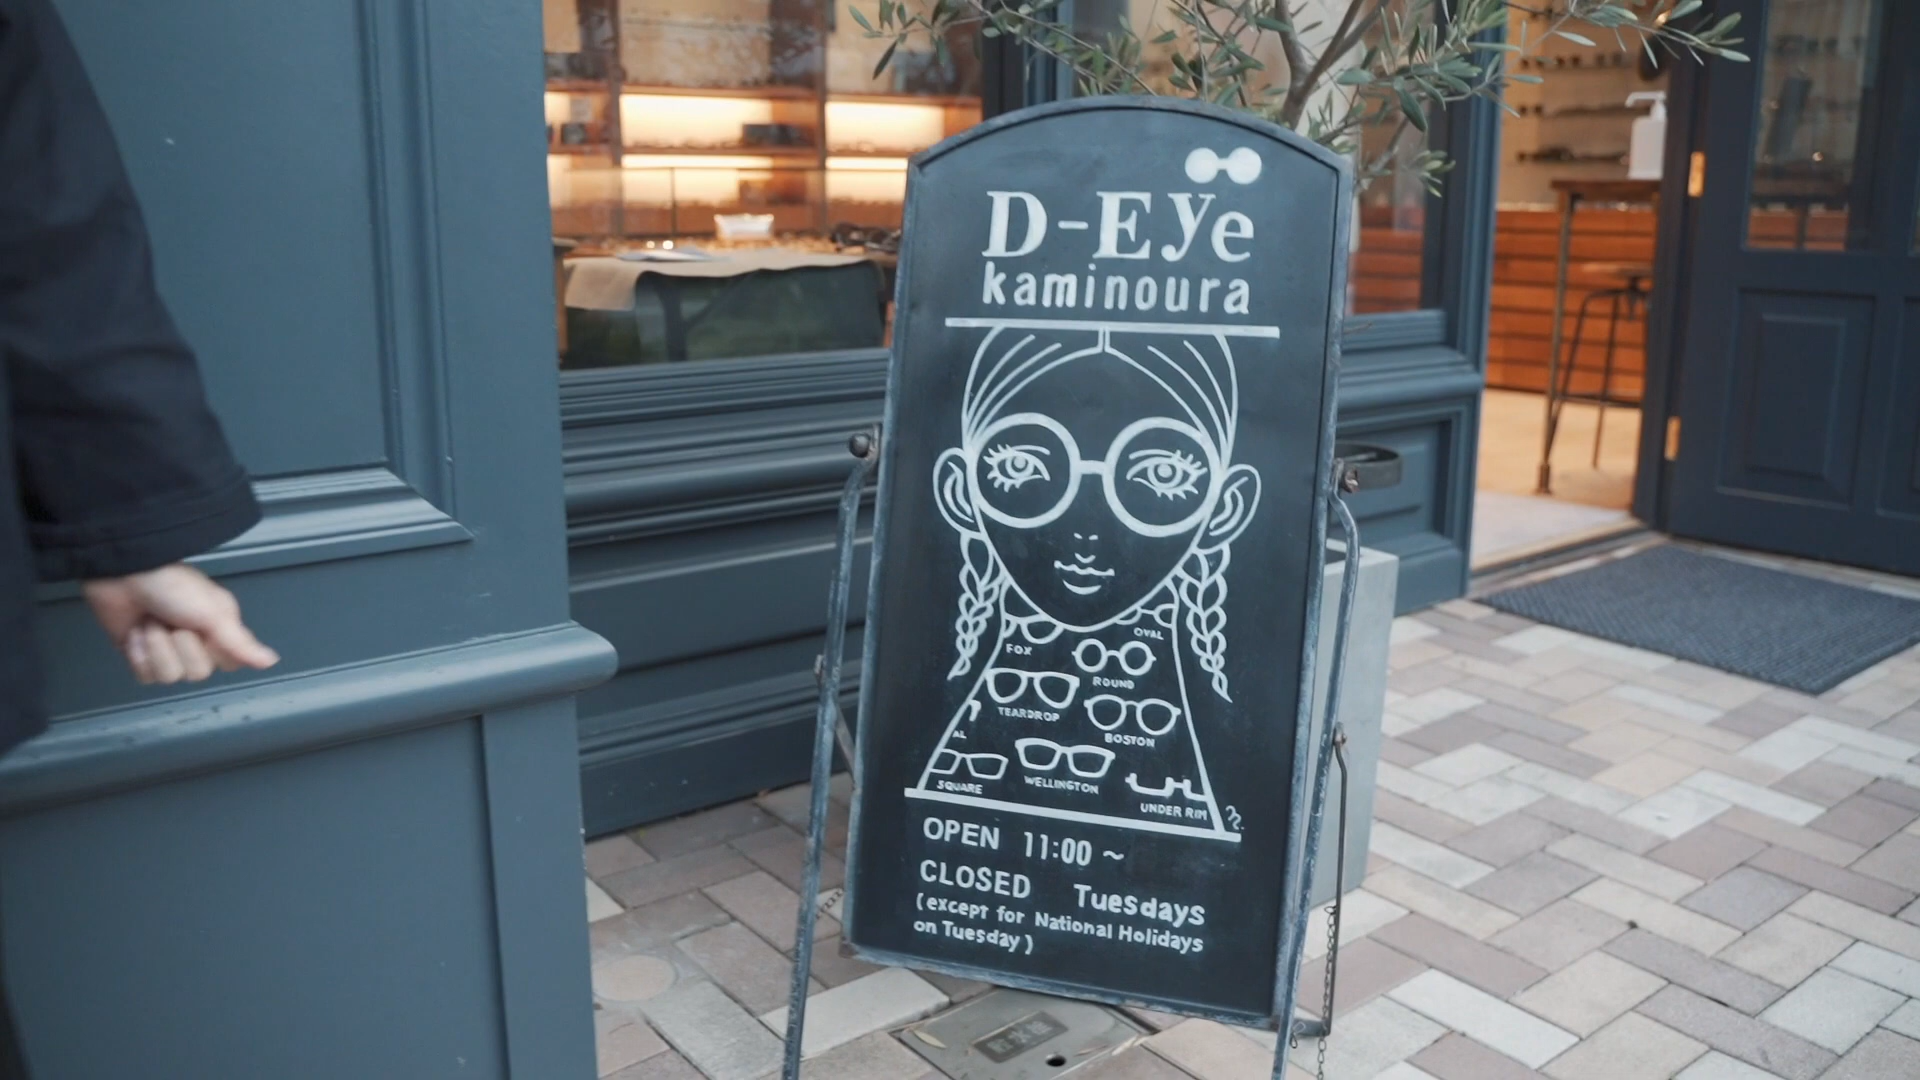 D-Eye
kaminoura
OVAL
FOX
ROUND
TEARDROP
BOSTON
AL
WELLINGTON
SQUARE
UNDER RIM
OPEN 11:00 ~
CLOSED Tuesdays
(except for National Holidays
on Tuesday)